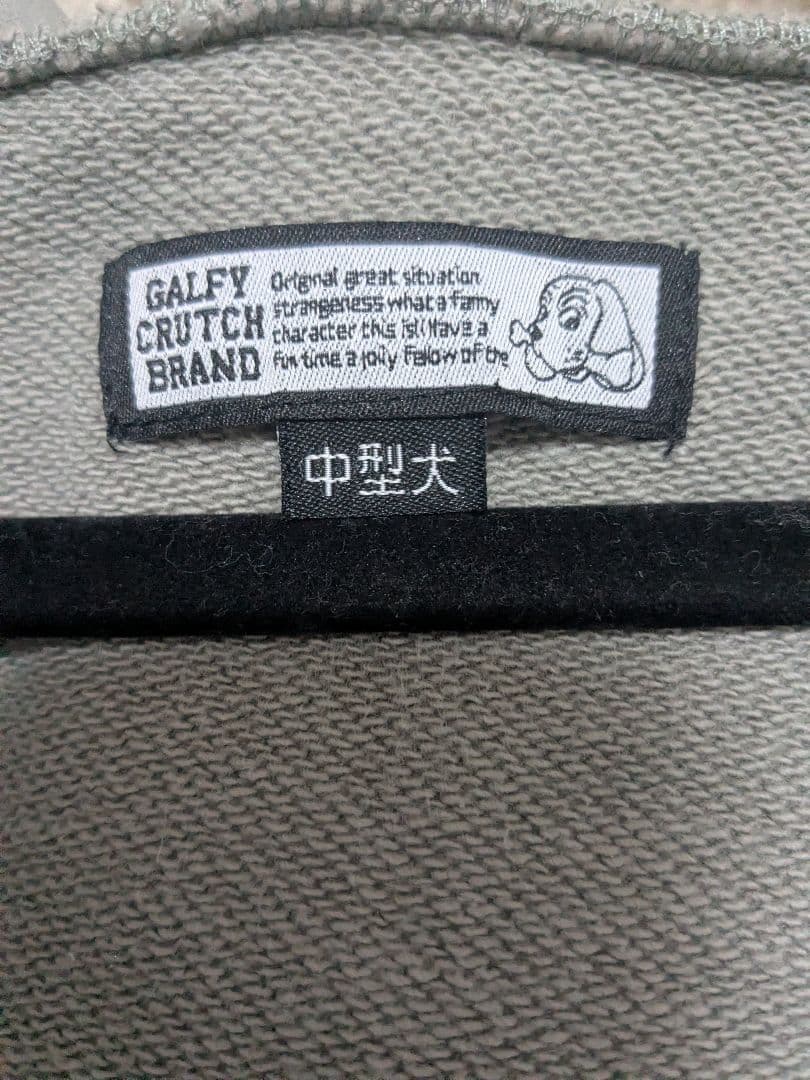 GALFY
CRUTCH
BRAND
Original great situation
strangeness what a fanny
character this is!! Have a
fun time a jolly fellow of the
中型犬